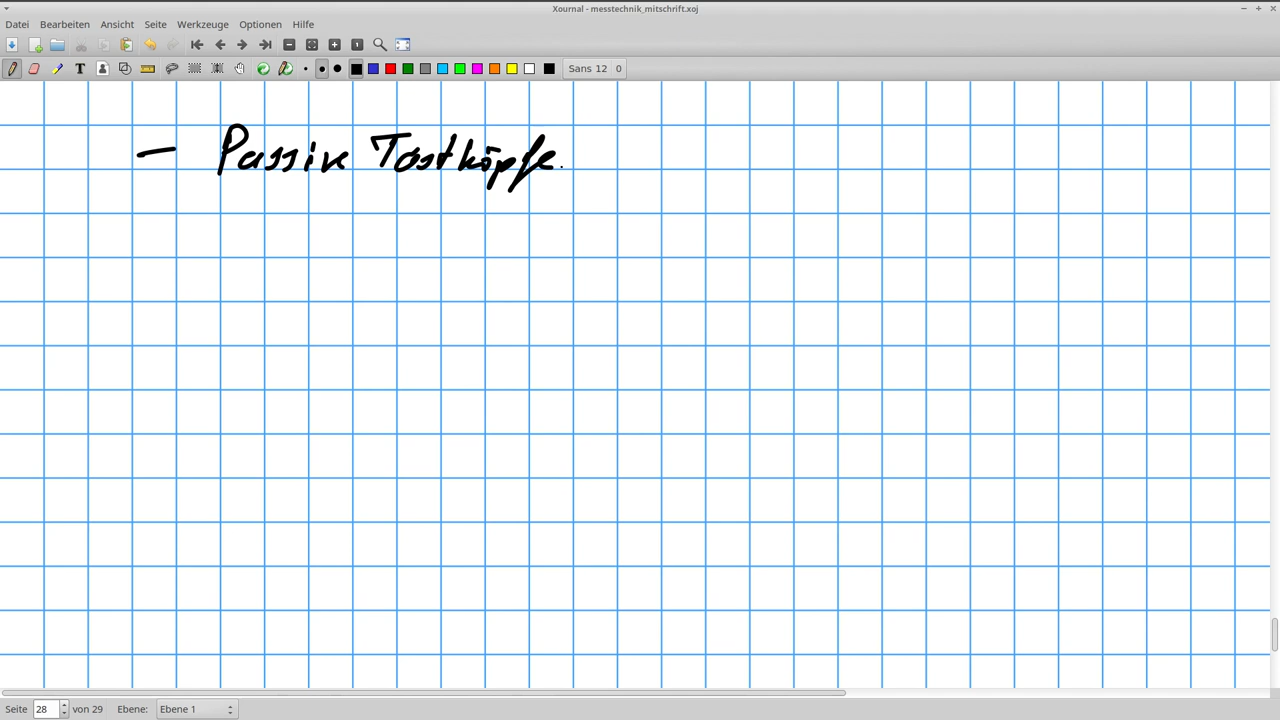 Xournal - messtechnik_mitschrift.xoj
Datei Bearbeiten Ansicht Seite Werkzeuge Optionen Hilfe
Sans 12 0
– Passive Tastköpfe
Seite 28 von 29 Ebene: Ebene 1